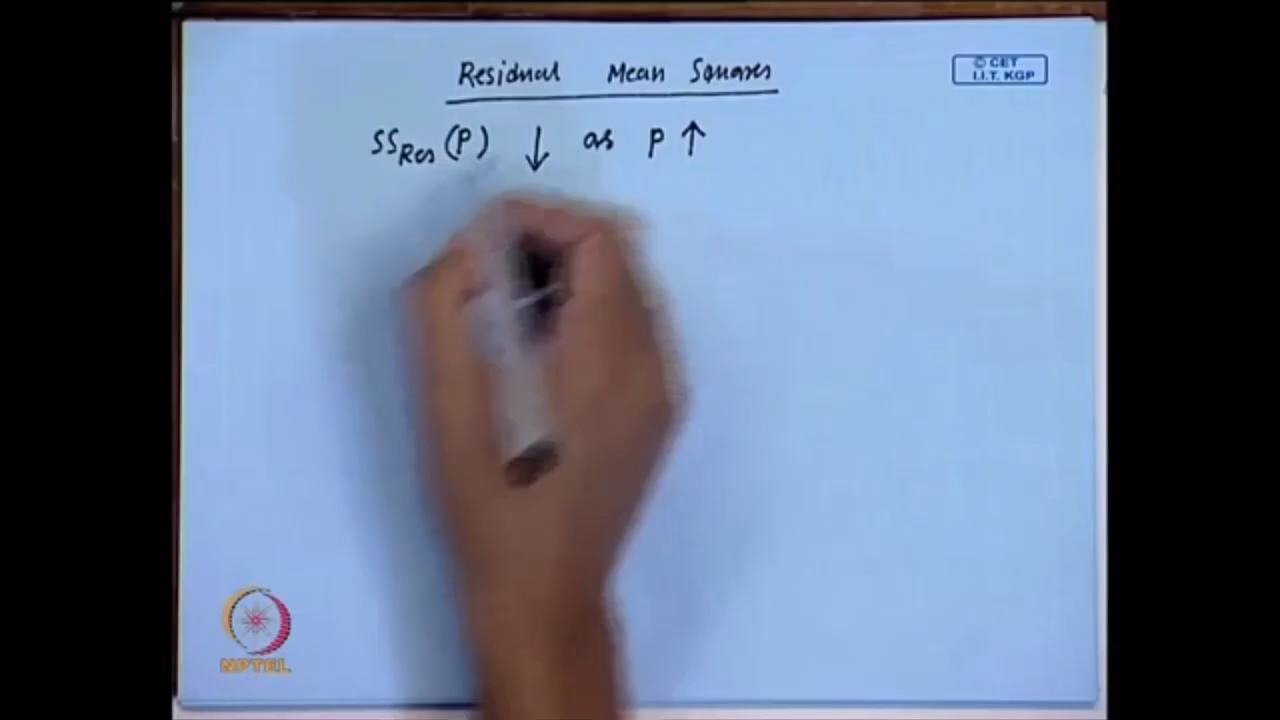 Residual Mean Squares
© CET
I.I.T. KGP
SS_Res (P) ↓ as P ↑
NPTEL